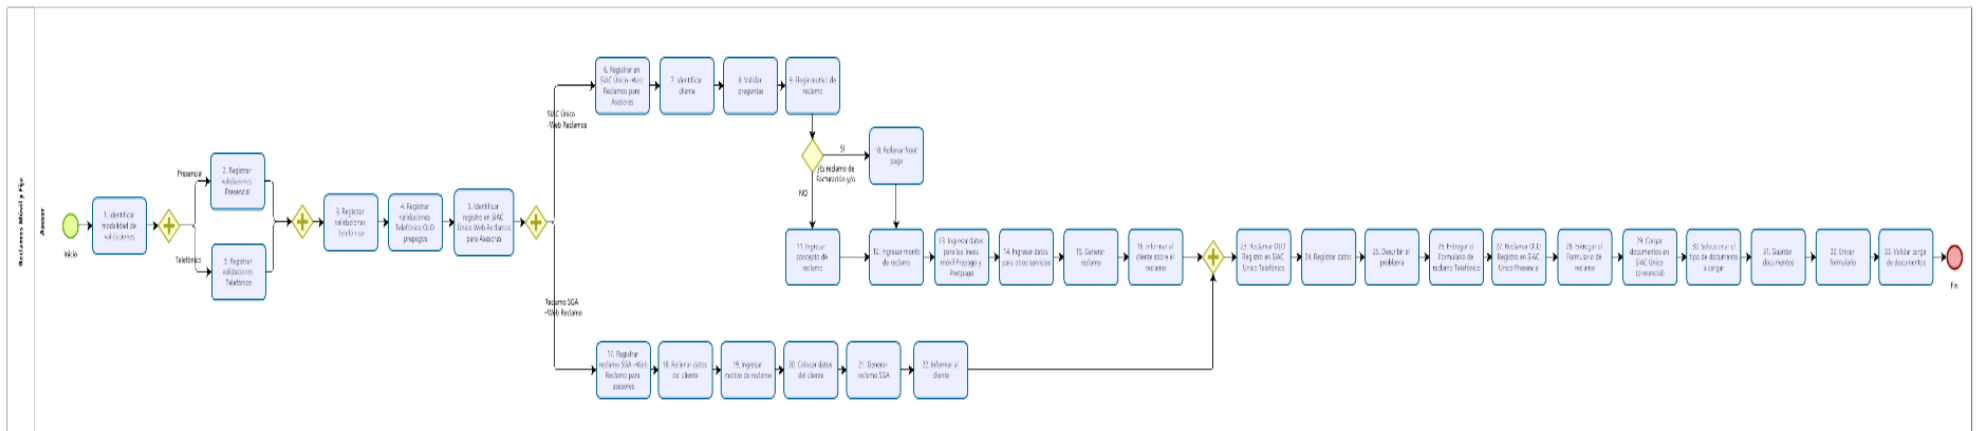 Reclamos Móvil y Fijo
Asesor
Inicio
1. Identificar
modalidad de
validaciones
Presencial
2. Registrar
validaciones
Presencial
Telefónico
3. Registrar
validaciones
Telefónico
3. Registrar
validaciones
Telefónico
4. Registrar
validaciones
Telefónico OLO
prepagos
5. Identificar
registro en SIAC
Único Web Reclamos
para Asesores
SIAC Único
-Web Reclamos
6. Registrar en
SIAC Único -Web
Reclamos para
Asesores
7. Identificar
cliente
8. Validar
preguntas
9. Elegir motivo de
reclamo
SI
¿Es reclamo de
Facturación y/n
NO
10. Rellenar front
page
11. Ingresar
concepto de
reclamo
12. Ingresar monto
de reclamo
13. Ingresar datos
para las líneas
móvil Prepago y
Postpago
14. Ingresar datos
para otros servicios
15. Generar
reclamo
16. Informar al
cliente sobre el
reclamo
Reclamo SGA
-Web Reclamo
17. Registrar
reclamo SGA -Web
Reclamo para
asesores
18. Rellenar datos
del cliente
19. Ingresar
motivo de reclamo
20. Colocar datos
del cliente
21. Generar
reclamo SGA
22. Informar al
cliente
23. Reclamar OLO
Registro en SIAC
Único Telefónico
24. Registrar datos
25. Describir el
problema
26. Entregar el
Formulario de
reclamo Telefónico
27. Reclamar OLO
Registro en SIAC
Único Presencia
28. Entregar el
Formulario de
reclamo
29. Cargar
documentos en
SIAC Único
(presencial)
30. Seleccionar el
tipo de documento
a cargar
31. Guardar
documentos
32. Enviar
formulario
33. Validar carga
de documentos
Fin